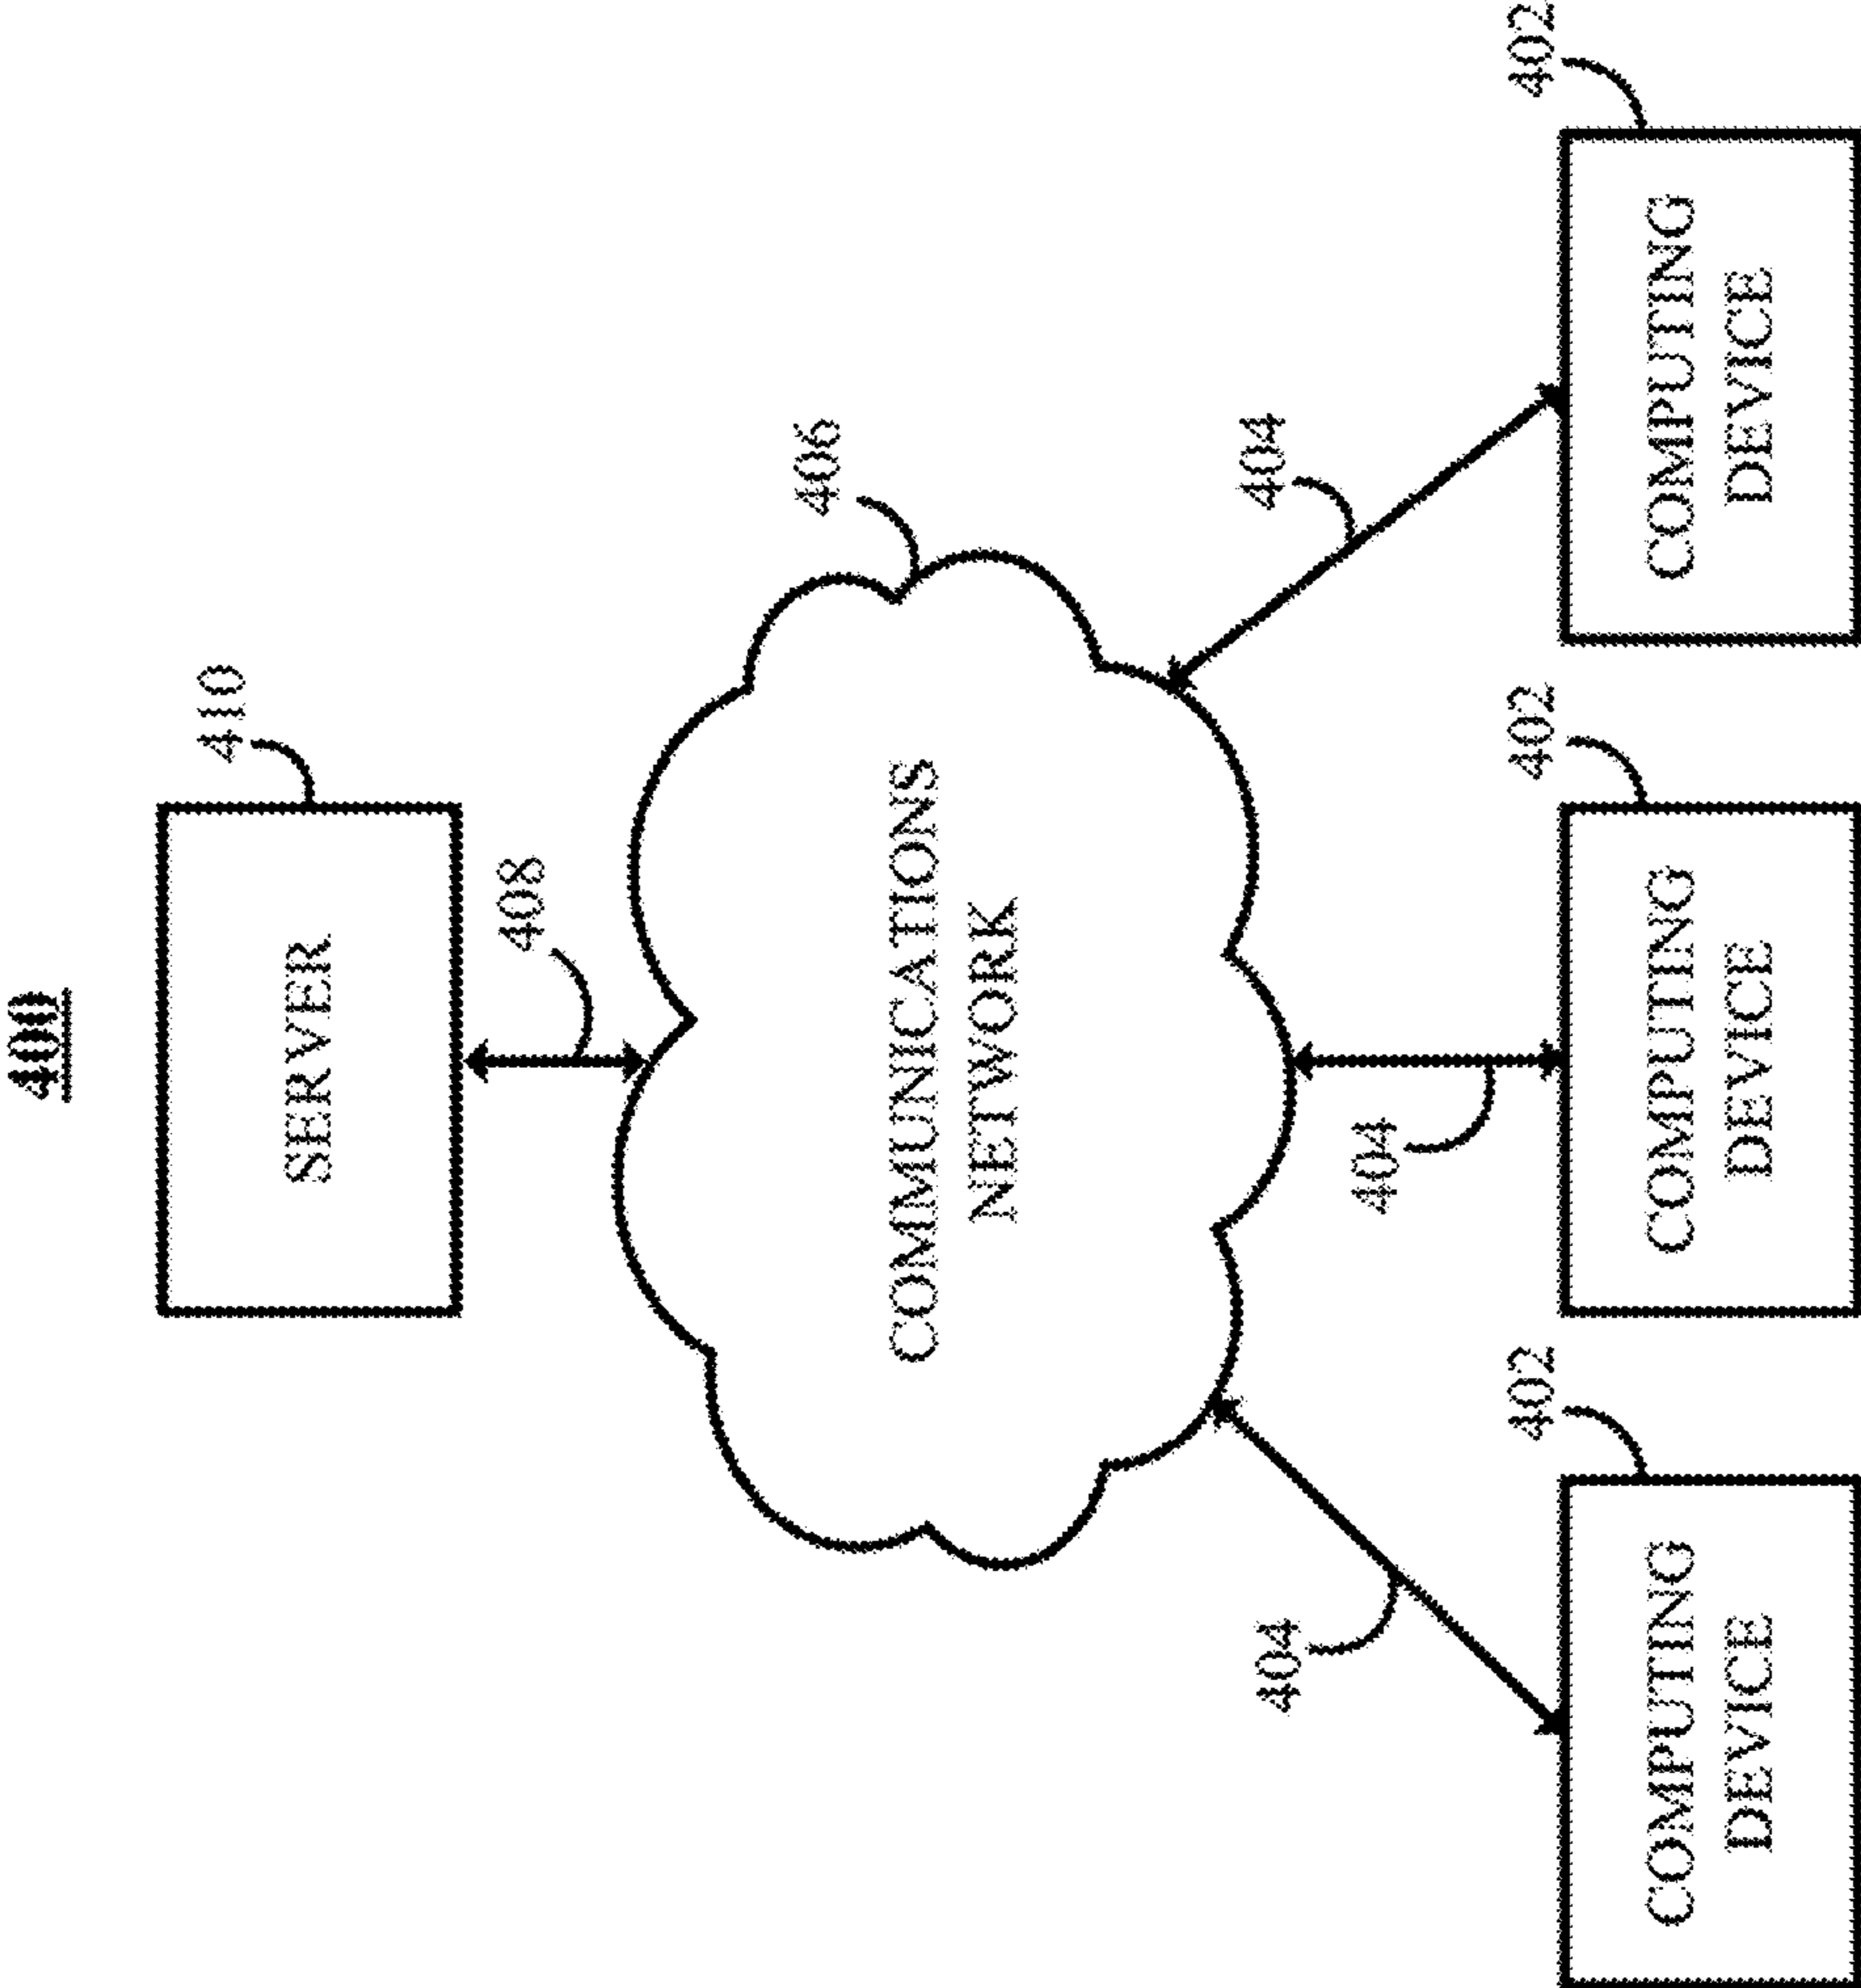 400
SERVER
410
408
COMMUNICATIONS
NETWORK
406
404
404
404
402
402
402
COMPUTING
DEVICE
COMPUTING
DEVICE
COMPUTING
DEVICE